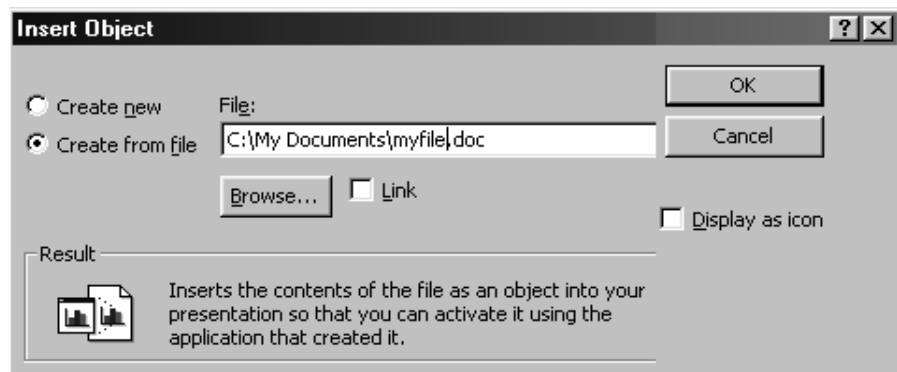 Insert Object
Create new
Create from file
File:
C:\My Documents\myfile.doc
Browse...
Link
OK
Cancel
Display as icon
Result
Inserts the contents of the file as an object into your
presentation so that you can activate it using the
application that created it.